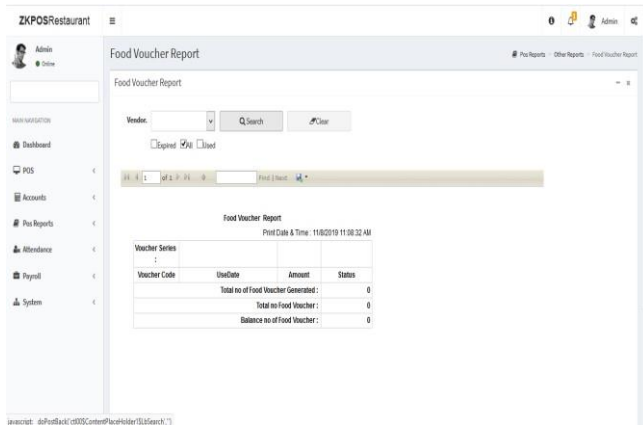 ZKPOSRestaurant
1 Admin
Admin
Online
Food Voucher Report
Pos Reports Other Reports Food Voucher Report
Food Voucher Report
MAIN NAVIGATION
Dashboard
POS
Accounts
Pos Reports
Attendance
Payroll
System
Vendor. Search Clear
Expired All Used
1 of 1 Find | Next
Food Voucher Report
Print Date & Time : 11/8/2019 11:08:32 AM
Voucher Series
:
Voucher Code UseDate Amount Status
Total no of Food Voucher Generated : 0
Total no Food Voucher : 0
Balance no of Food Voucher : 0
javascript:__doPostBack('ctl00$ContentPlaceHolder1$LbSearch','')